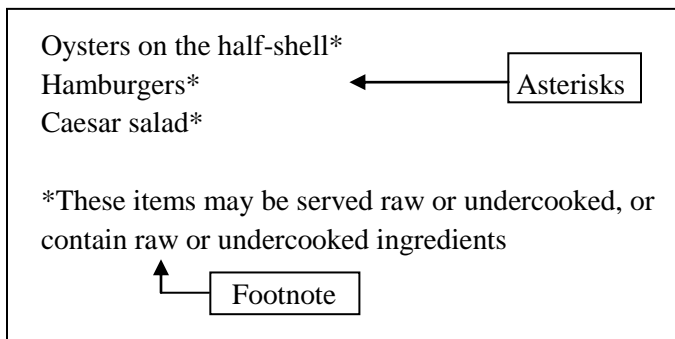 Oysters on the half-shell*
Hamburgers*
Asterisks
Caesar salad*
*These items may be served raw or undercooked, or
contain raw or undercooked ingredients
Footnote